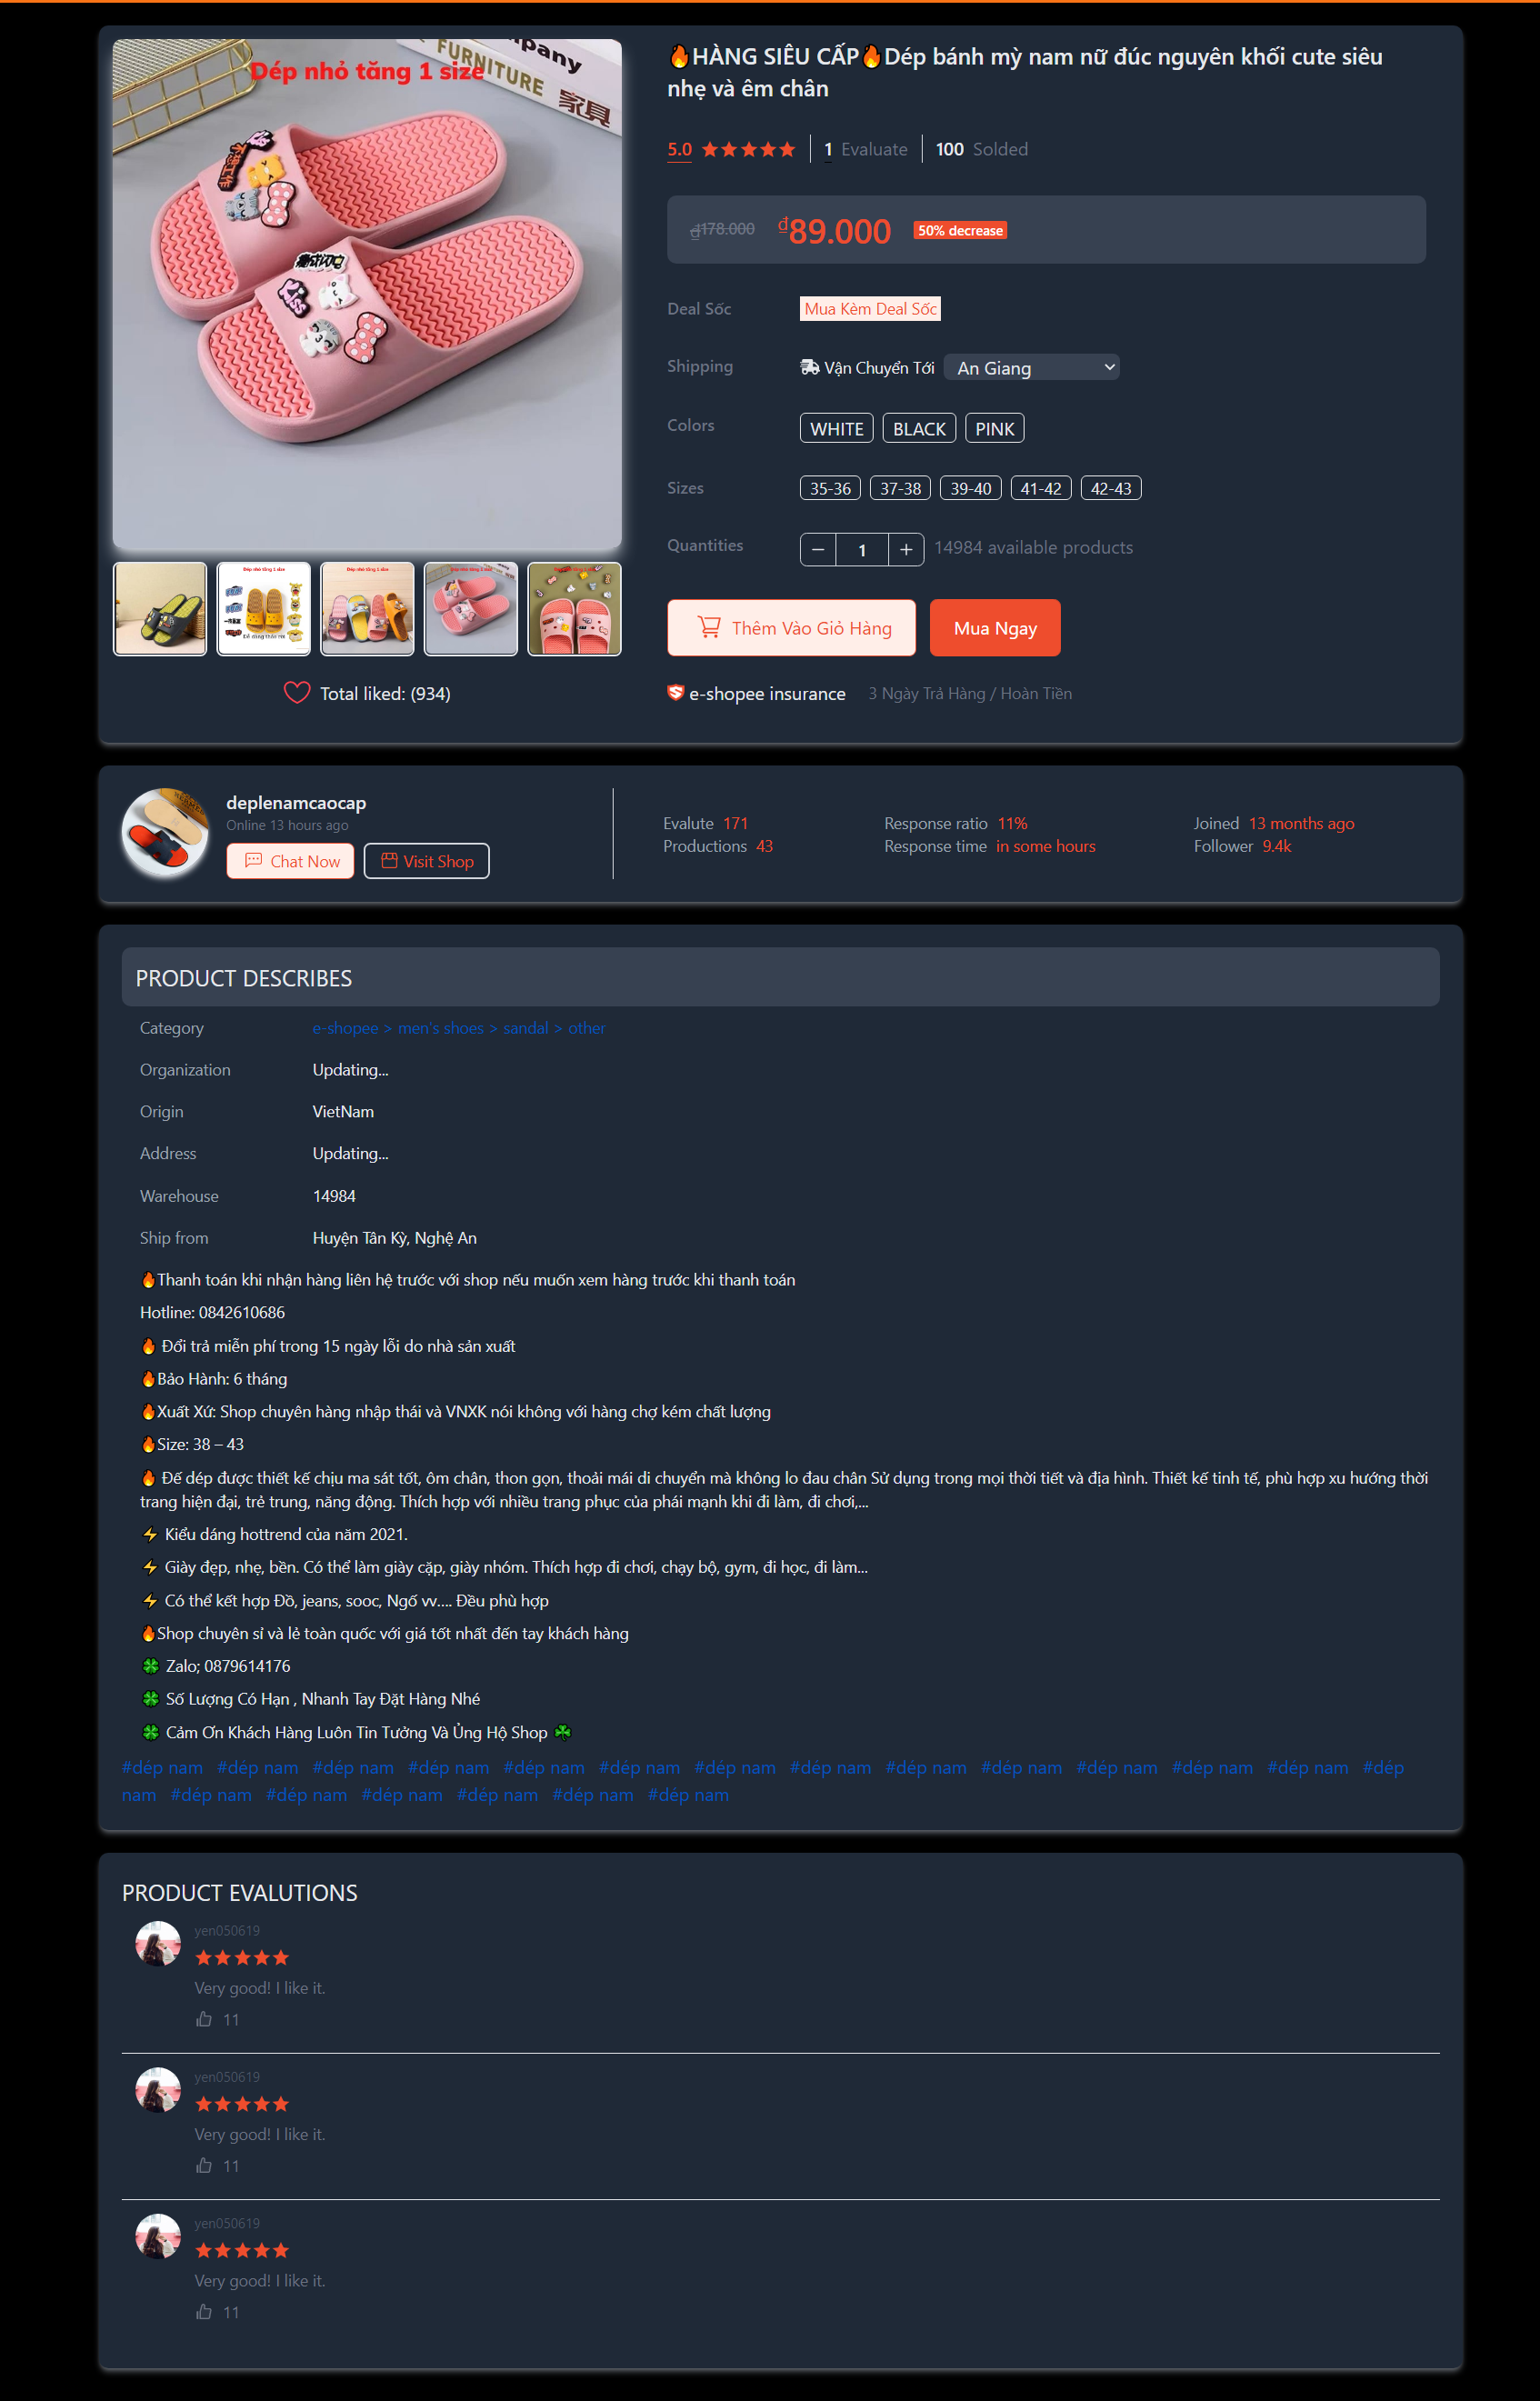 Dép nhỏ tăng 1 size
FURNITURE
家具
🔥HÀNG SIÊU CẤP🔥Dép bánh mỳ nam nữ đúc nguyên khối cute siêu
nhẹ và êm chân
5.0 ★★★★★ 1 Evaluate 100 Solded
₫178.000 ₫89.000 50% decrease
Deal Sốc Mua Kèm Deal Sốc
Shipping Vận Chuyển Tới An Giang
Colors WHITE BLACK PINK
Sizes 35-36 37-38 39-40 41-42 42-43
Quantities − 1 + 14984 available products
Thêm Vào Giỏ Hàng Mua Ngay
Total liked: (934)
e-shopee insurance 3 Ngày Trả Hàng / Hoàn Tiền
deplenamcaocap
Online 13 hours ago
Chat Now Visit Shop
Evalute 171 Response ratio 11% Joined 13 months ago
Productions 43 Response time in some hours Follower 9.4k
PRODUCT DESCRIBES
Category e-shopee > men's shoes > sandal > other
Organization Updating...
Origin VietNam
Address Updating...
Warehouse 14984
Ship from Huyện Tân Kỳ, Nghệ An
🔥Thanh toán khi nhận hàng liên hệ trước với shop nếu muốn xem hàng trước khi thanh toán
Hotline: 0842610686
🔥 Đổi trả miễn phí trong 15 ngày lỗi do nhà sản xuất
🔥Bảo Hành: 6 tháng
🔥Xuất Xứ: Shop chuyên hàng nhập thái và VNXK nói không với hàng chợ kém chất lượng
🔥Size: 38 – 43
🔥 Đế dép được thiết kế chịu ma sát tốt, ôm chân, thon gọn, thoải mái di chuyển mà không lo đau chân Sử dụng trong mọi thời tiết và địa hình. Thiết kế tinh tế, phù hợp xu hướng thời
trang hiện đại, trẻ trung, năng động. Thích hợp với nhiều trang phục của phái mạnh khi đi làm, đi chơi,...
⚡ Kiểu dáng hottrend của năm 2021.
⚡ Giày đẹp, nhẹ, bền. Có thể làm giày cặp, giày nhóm. Thích hợp đi chơi, chạy bộ, gym, đi học, đi làm...
⚡ Có thể kết hợp Đồ, jeans, sooc, Ngố vv.... Đều phù hợp
🔥Shop chuyên sỉ và lẻ toàn quốc với giá tốt nhất đến tay khách hàng
🍀 Zalo; 0879614176
🍀 Số Lượng Có Hạn , Nhanh Tay Đặt Hàng Nhé
🍀 Cảm Ơn Khách Hàng Luôn Tin Tưởng Và Ủng Hộ Shop ☘
#dép nam #dép nam #dép nam #dép nam #dép nam #dép nam #dép nam #dép nam #dép nam #dép nam #dép nam #dép nam #dép nam #dép
nam #dép nam #dép nam #dép nam #dép nam #dép nam #dép nam
PRODUCT EVALUTIONS
yen050619
★★★★★
Very good! I like it.
11
yen050619
★★★★★
Very good! I like it.
11
yen050619
★★★★★
Very good! I like it.
11